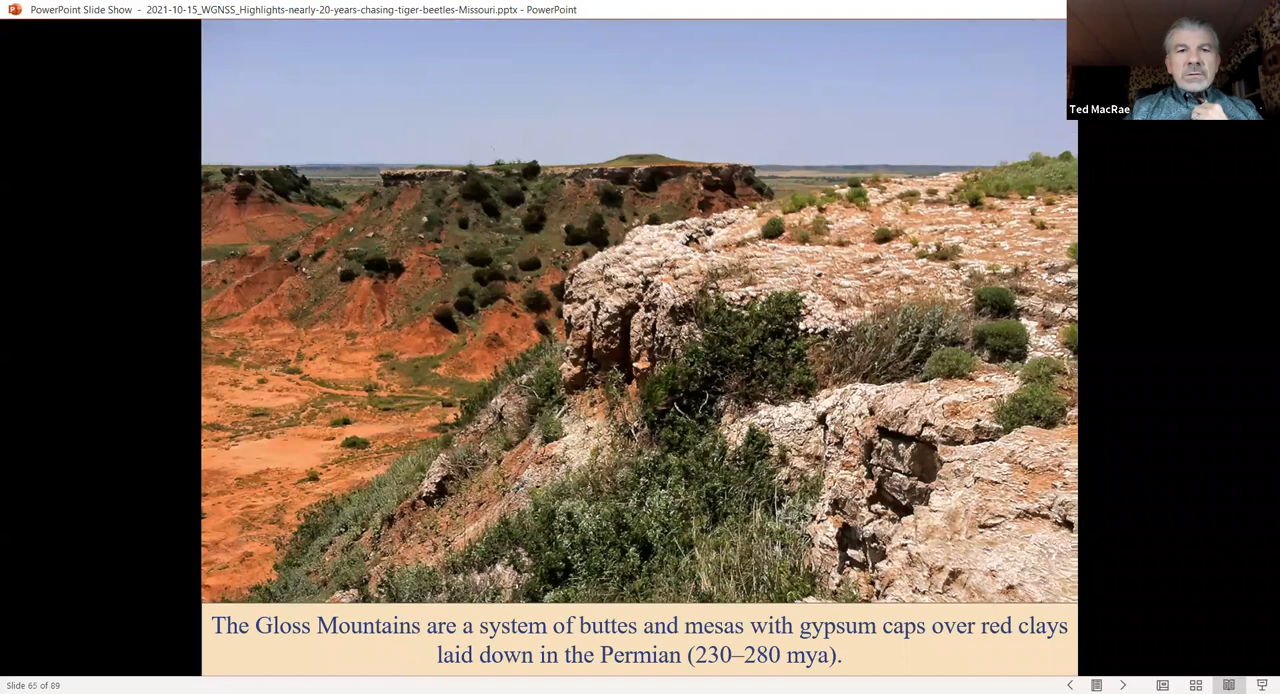 PowerPoint Slide Show - 2021-10-15_WGNSS_Highlights-nearly-20-years-chasing-tiger-beetles-Missouri.pptx - PowerPoint
Ted MacRae
The Gloss Mountains are a system of buttes and mesas with gypsum caps over red clays
laid down in the Permian (230–280 mya).
Slide 65 of 89